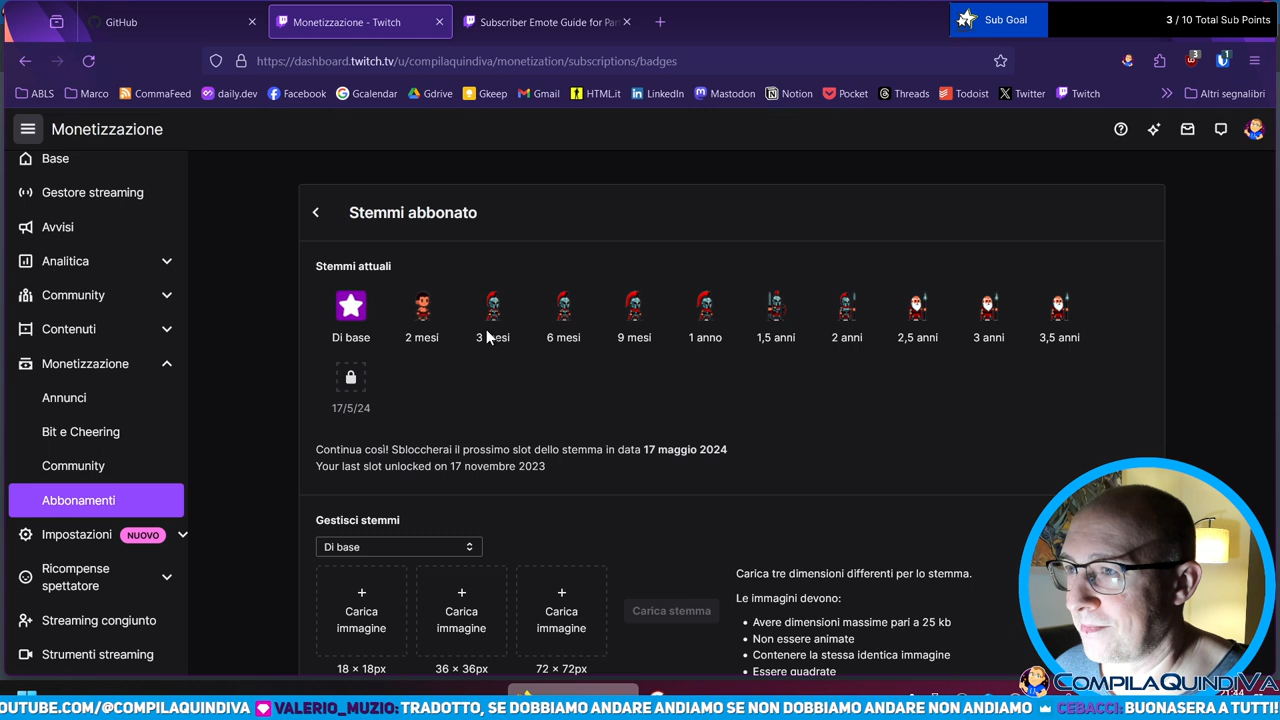 GitHub
Monetizzazione - Twitch
Subscriber Emote Guide for Par
Sub Goal
3 / 10 Total Sub Points
https://dashboard.twitch.tv/u/compilaquindiva/monetization/subscriptions/badges
3
1
ABLS
Marco
CommaFeed
daily.dev
Facebook
Gcalendar
Gdrive
Gkeep
Gmail
HTML.it
LinkedIn
Mastodon
Notion
Pocket
Threads
Todoist
Twitter
Twitch
Altri segnalibri
Monetizzazione
Base
Gestore streaming
Avvisi
Analitica
Community
Contenuti
Monetizzazione
Annunci
Bit e Cheering
Community
Abbonamenti
Impostazioni
NUOVO
Ricompense
spettatore
Streaming congiunto
Strumenti streaming
Stemmi abbonato
Stemmi attuali
Di base
2 mesi
3 mesi
6 mesi
9 mesi
1 anno
1,5 anni
2 anni
2,5 anni
3 anni
3,5 anni
17/5/24
Continua così! Sbloccherai il prossimo slot dello stemma in data 17 maggio 2024
Your last slot unlocked on 17 novembre 2023
Gestisci stemmi
Di base
Carica
immagine
Carica
immagine
Carica
immagine
Carica stemma
18 × 18px
36 × 36px
72 × 72px
Carica tre dimensioni differenti per lo stemma.
Le immagini devono:
• Avere dimensioni massime pari a 25 kb
• Non essere animate
• Contenere la stessa identica immagine
• Essere quadrate
COMPILAQUINDIVA
OUTUBE.COM/@COMPILAQUINDIVA
VALERIO_MUZIO: TRADOTTO, SE DOBBIAMO ANDARE ANDIAMO SE NON DOBBIAMO ANDARE NON ANDIAMO
CEBACCI: BUONASERA A TUTTI!